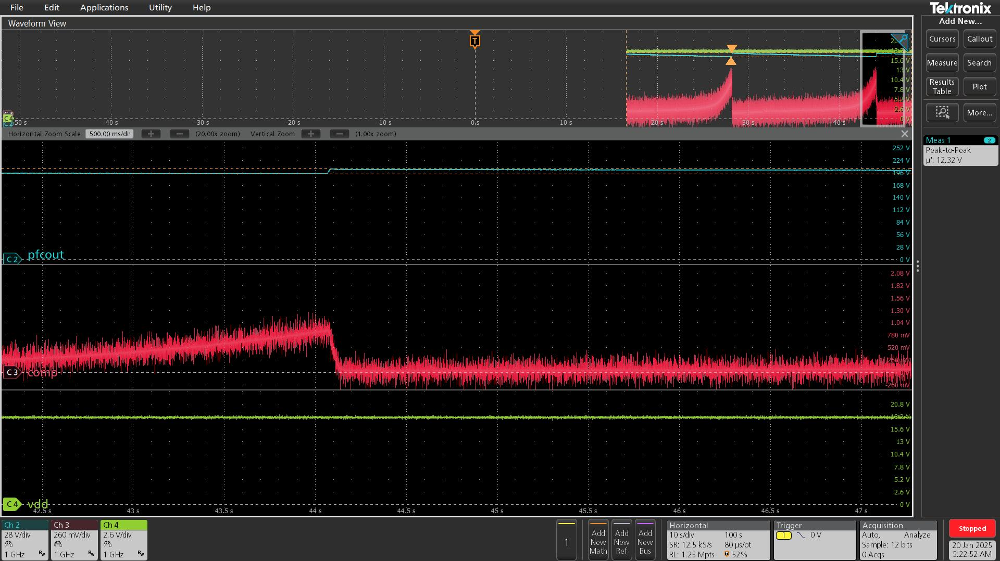 File Edit Applications Utility Help
Tektronix
Waveform View
Add New...
Cursors Callout
Measure Search
Results Table Plot
More...
T
20
18.2
15.6 V
13 V
10.4 V
7.8 V
5.2 V
2.6 V
0 V
C3
C4
C2
-50 s -40 s -30 s -20 s -10 s 0 s 10 s 20 s 30 s 40 s
Horizontal Zoom Scale 500.00 ms/div (20.00x zoom) Vertical Zoom (1.00x zoom)
Meas 1 2
Peak-to-Peak
µ': 12.32 V
252 V
224 V
196 V
168 V
140 V
112 V
84 V
56 V
28 V
0 V
C 2 pfcout
2.08 V
1.82 V
1.56 V
1.30 V
1.04 V
780 mV
520 mV
260 mV
0 V
-260 mV
C 3 comp
20.8 V
18.2 V
15.6 V
13 V
10.4 V
7.8 V
5.2 V
2.6 V
0 V
C 4 vdd
42.5 s 43 s 43.5 s 44 s 44.5 s 45 s 45.5 s 46 s 46.5 s 47 s
Ch 2
28 V/div
1 GHz Bw
Ch 3
260 mV/div
1 GHz Bw
Ch 4
2.6 V/div
1 GHz Bw
1
Add New Math
Add New Ref
Add New Bus
Horizontal
10 s/div 100 s
SR: 12.5 kS/s 80 µs/pt
RL: 1.25 Mpts 52%
Trigger
1 0 V
Acquisition
Auto, Analyze
Sample: 12 bits
0 Acqs
Stopped
20 Jan 2025
5:22:52 AM